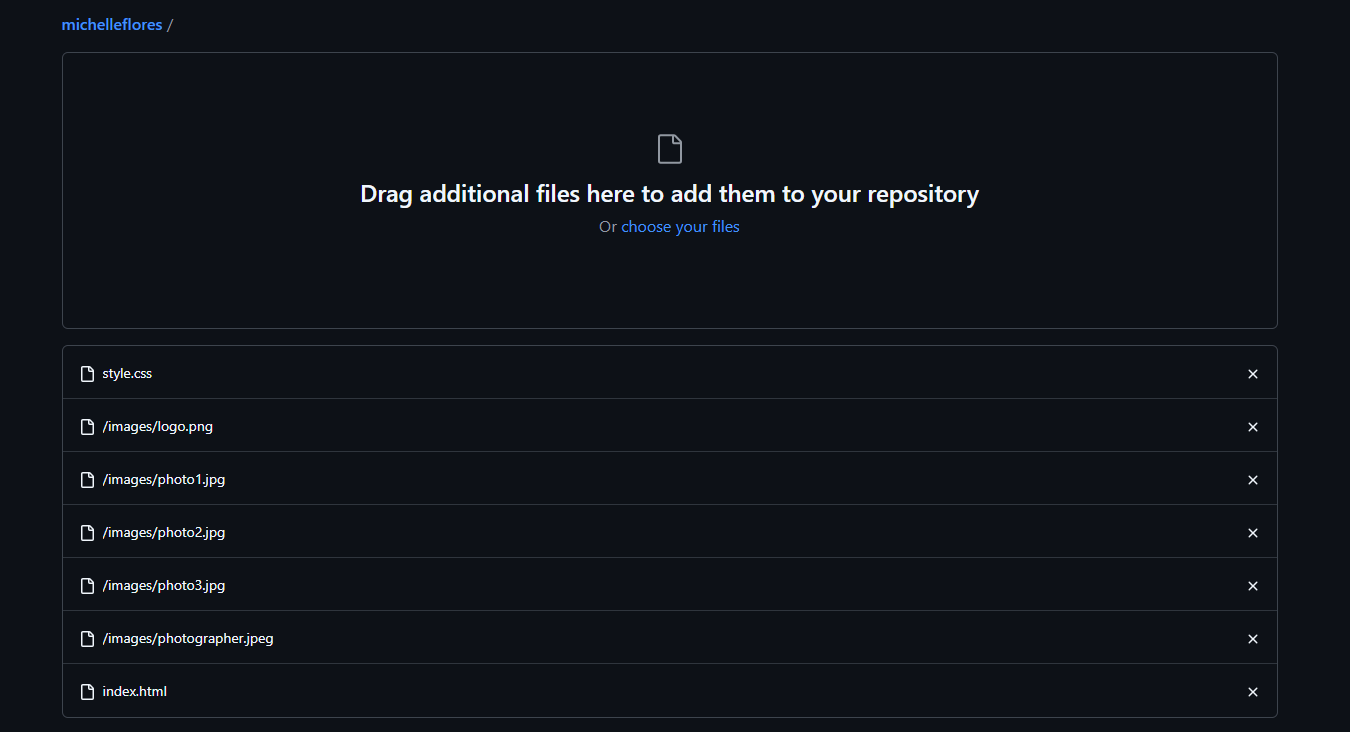 michelleflores /
Drag additional files here to add them to your repository
Or choose your files
style.css
/images/logo.png
/images/photo1.jpg
/images/photo2.jpg
/images/photo3.jpg
/images/photographer.jpeg
index.html